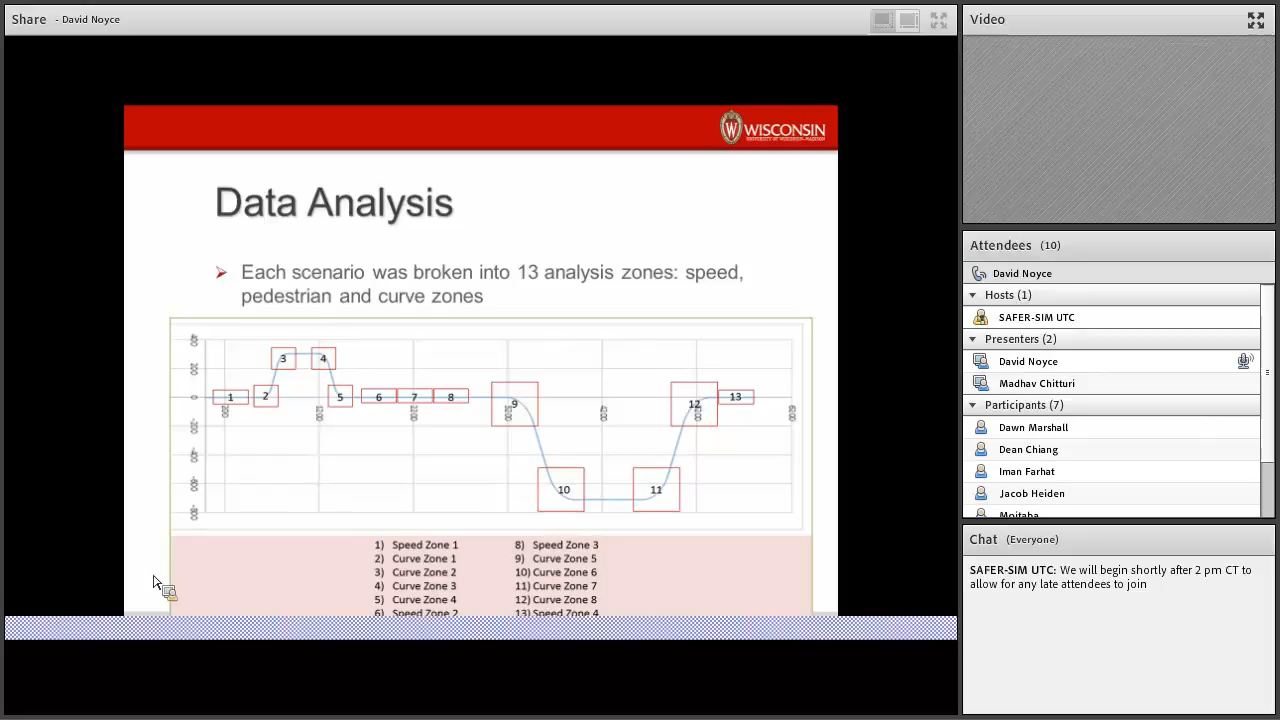 Share - David Noyce
WISCONSIN
UNIVERSITY OF WISCONSIN-MADISON
Data Analysis
Each scenario was broken into 13 analysis zones: speed,
pedestrian and curve zones
3 4
1 2 5 6 7 8 9 12 13
10 11
1) Speed Zone 1
2) Curve Zone 1
3) Curve Zone 2
4) Curve Zone 3
5) Curve Zone 4
6) Speed Zone 2
8) Speed Zone 3
9) Curve Zone 5
10) Curve Zone 6
11) Curve Zone 7
12) Curve Zone 8
13) Speed Zone 4
Video
Attendees (10)
David Noyce
Hosts (1)
SAFER-SIM UTC
Presenters (2)
David Noyce
Madhav Chitturi
Participants (7)
Dawn Marshall
Dean Chiang
Iman Farhat
Jacob Heiden
Mojtaba
Chat (Everyone)
SAFER-SIM UTC: We will begin shortly after 2 pm CT to
allow for any late attendees to join